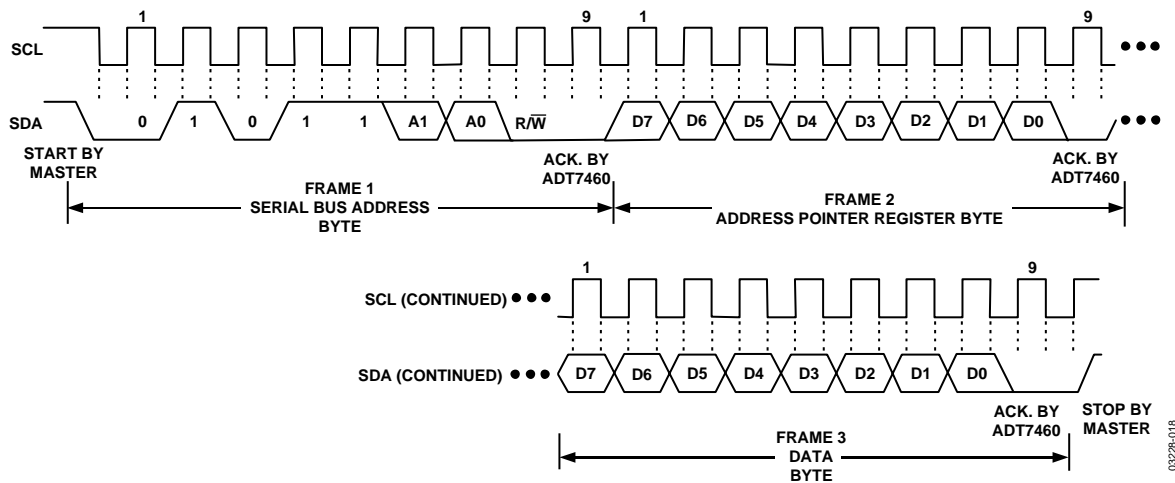 1 9 1 9
SCL
SDA 0 1 0 1 1 A1 A0 R/W̅ D7 D6 D5 D4 D3 D2 D1 D0
START BY
MASTER
ACK. BY
ADT7460
ACK. BY
ADT7460
FRAME 1
SERIAL BUS ADDRESS
BYTE
FRAME 2
ADDRESS POINTER REGISTER BYTE
1 9
SCL (CONTINUED)
SDA (CONTINUED) D7 D6 D5 D4 D3 D2 D1 D0
ACK. BY
ADT7460
STOP BY
MASTER
FRAME 3
DATA
BYTE
03228-018